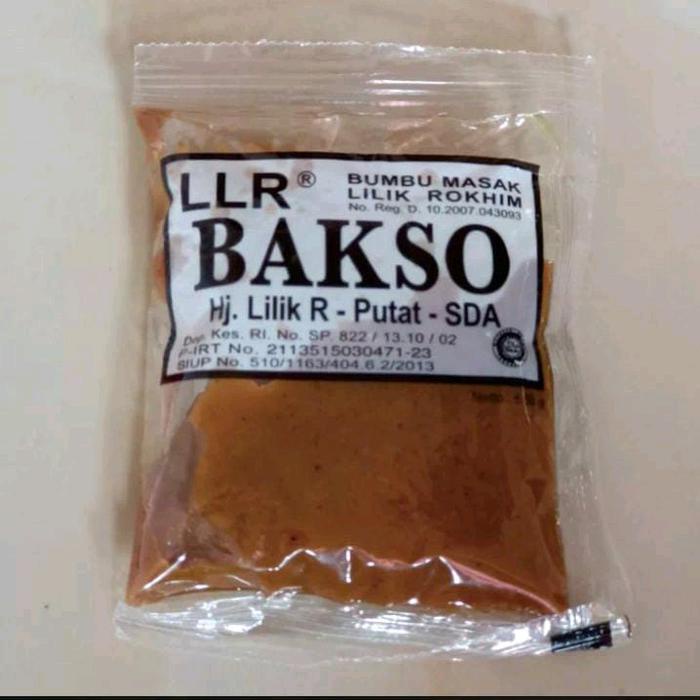 LLR®
BUMBU MASAK
LILIK ROKHIM
No. Reg. D. 10.2007.043093
BAKSO
Hj. Lilik R - Putat - SDA
Dep. Kes. RI. No. SP. 822 / 13.10 / 02
P-IRT No. 2113515030471-23
SIUP No. 510/1163/404.6.2/2013
Netto